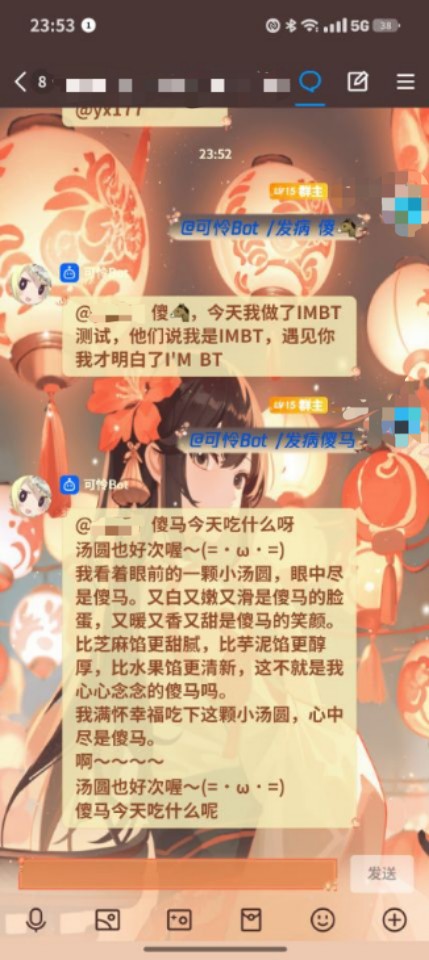 23:53 1
5G 38
8
@yx177
23:52
LV15 群主
@可怜Bot /发病 傻🐴
可怜Bot
@ 傻🐴，今天我做了IMBT
测试，他们说我是IMBT，遇见你
我才明白了I'M BT
LV15 群主
@可怜Bot /发病傻马
可怜Bot
@ 傻马今天吃什么呀
汤圆也好次喔～(=・ω・=)
我看着眼前的一颗小汤圆，眼中尽
是傻马。又白又嫩又滑是傻马的脸
蛋，又暖又香又甜是傻马的笑颜。
比芝麻馅更甜腻，比芋泥馅更醇
厚，比水果馅更清新，这不就是我
心心念念的傻马吗。
我满怀幸福吃下这颗小汤圆，心中
尽是傻马。
啊～～～～
汤圆也好次喔～(=・ω・=)
傻马今天吃什么呢
发送